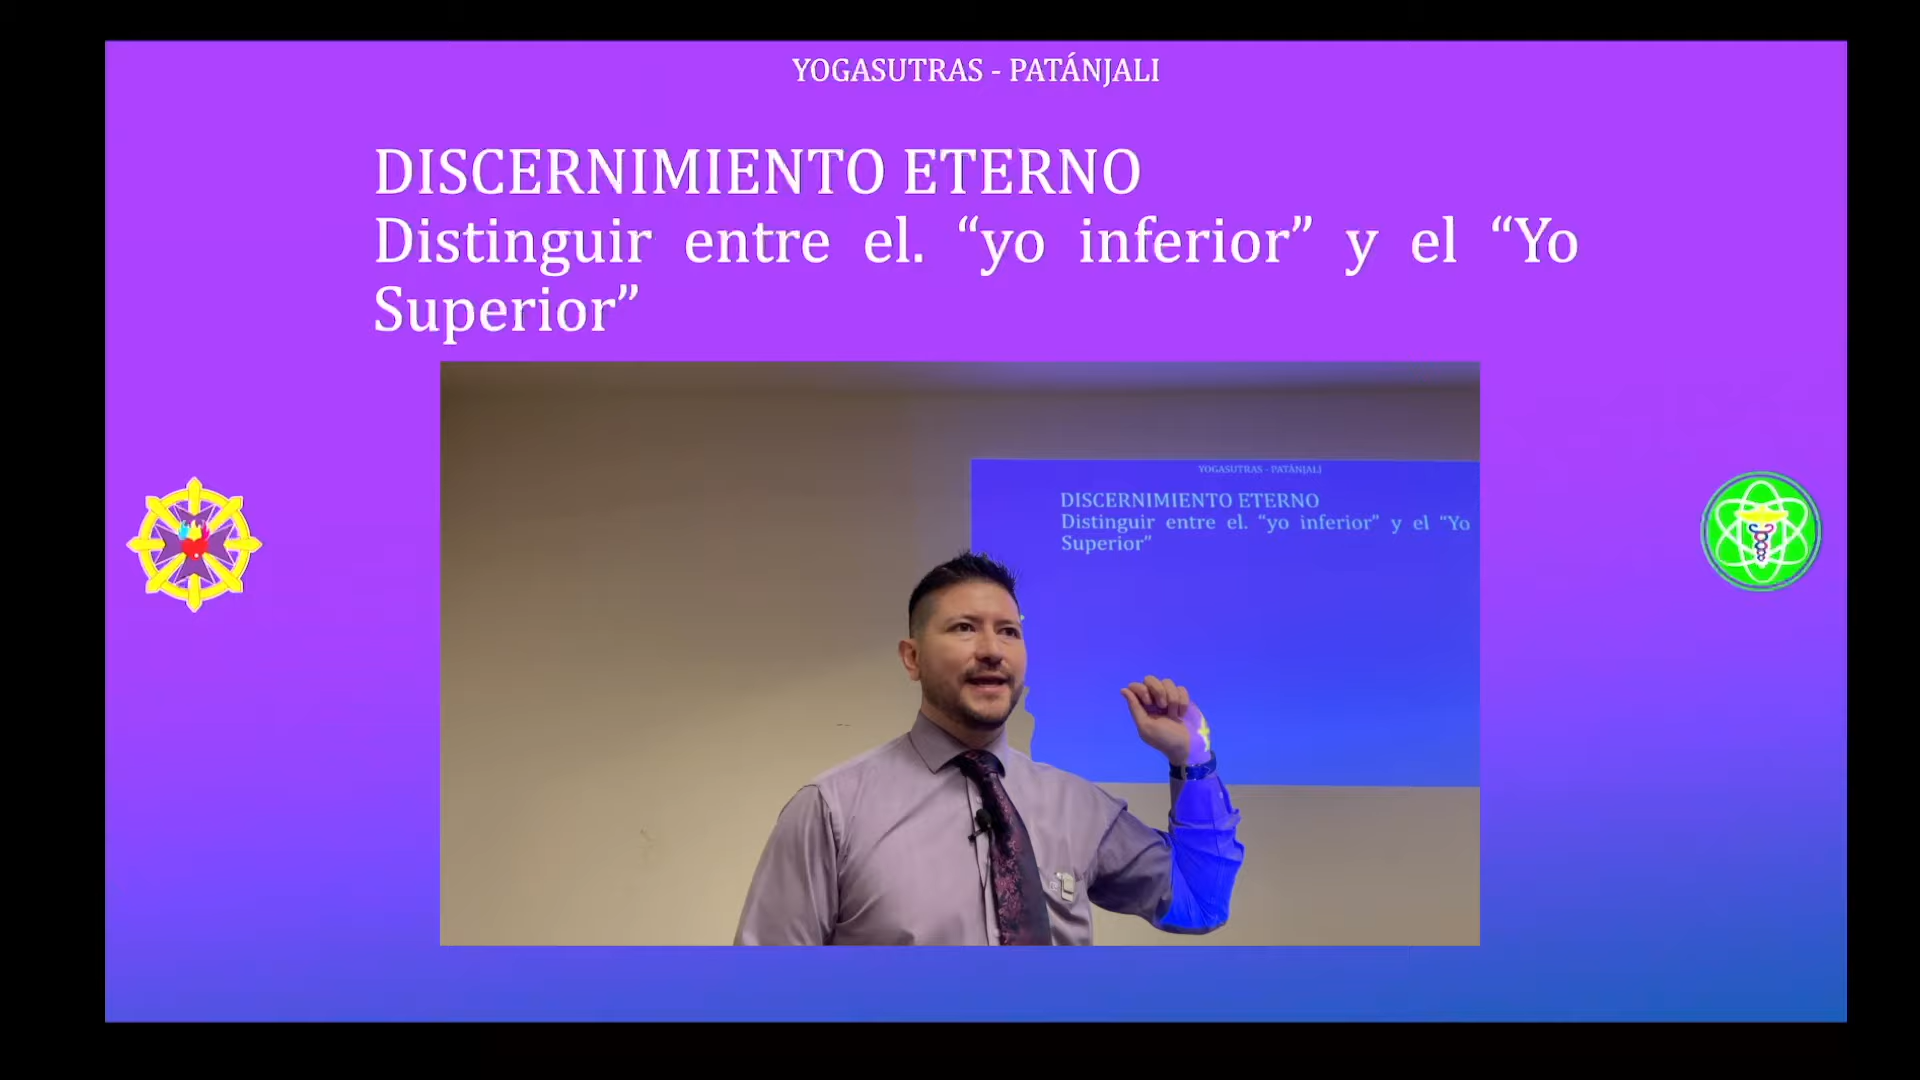 YOGASUTRAS - PATÁNJALI
DISCERNIMIENTO ETERNO
Distinguir entre el. “yo inferior” y el “Yo
Superior”
YOGASUTRAS - PATÁNJALI
DISCERNIMIENTO ETERNO
Distinguir entre el. “yo inferior” y el “Yo
Superior”